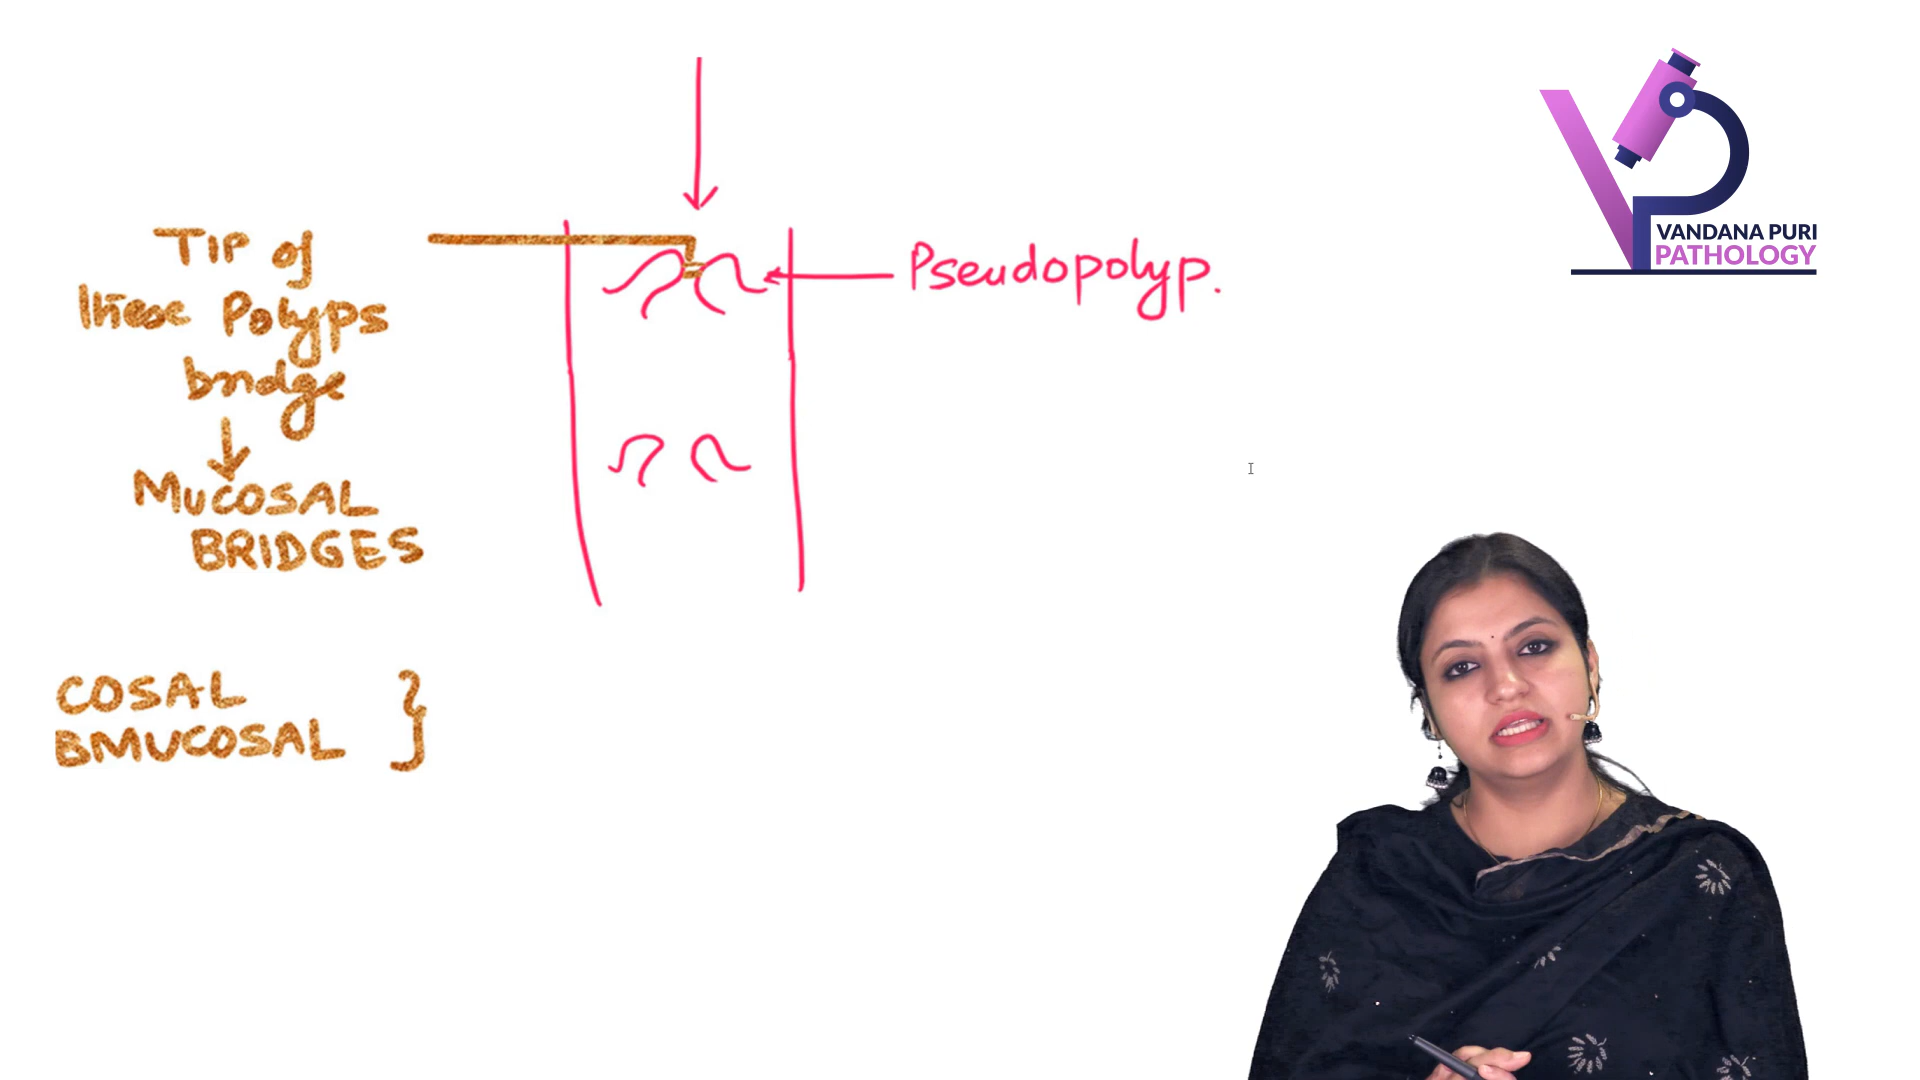 TIP of
these Polyps
bridge
MUCOSAL
BRIDGES
Pseudopolyp.
COSAL
BMUCOSAL
VANDANA PURI
PATHOLOGY